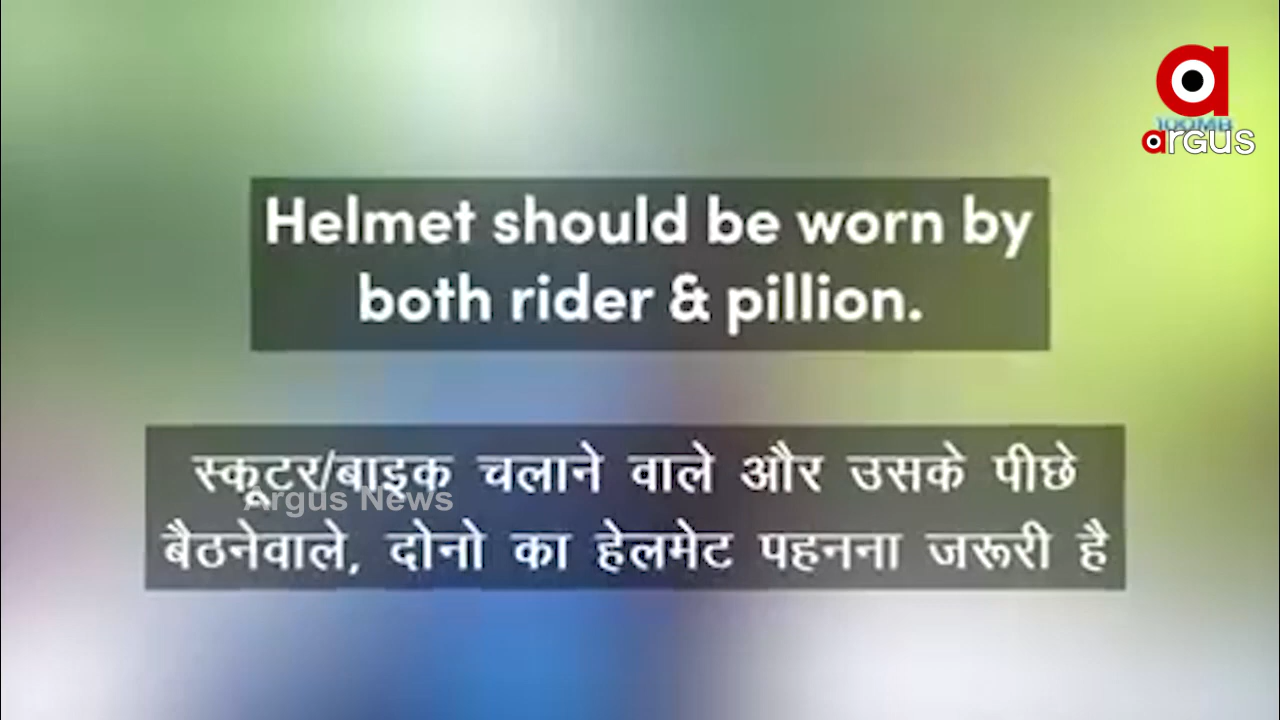 a
100MB
argus
Helmet should be worn by
both rider & pillion.
स्कूटर/बाइक चलाने वाले और उसके पीछे
Argus News
बैठनेवाले, दोनो का हेलमेट पहनना जरूरी है